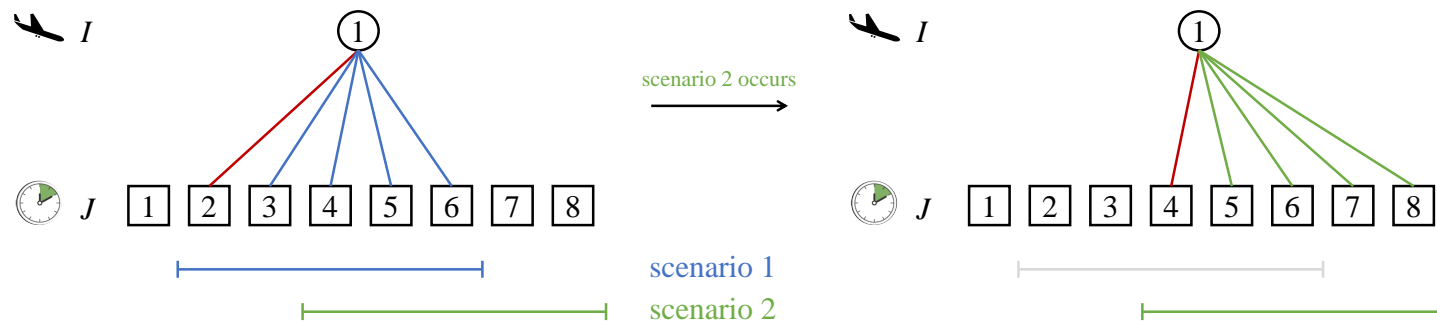 I 1
scenario 2 occurs
I 1
J 1 2 3 4 5 6 7 8
J 1 2 3 4 5 6 7 8
scenario 1
scenario 2